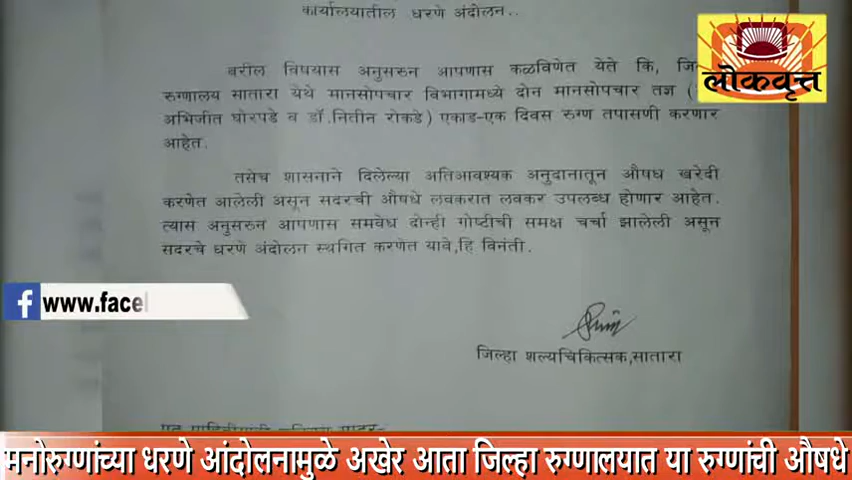 कार्यालयातील धरणे अंदोलन..
लोकवृत्त
बरील विषयास अनुसरुन आपणास कळविणेत येते कि,
रुग्णालय सातारा येथे मानसोपचार विभागामध्ये दोन मानसोपचार तज्ञ (
अभिजीत घोरपडे व डॉ.नितीन रोकडे) एकाड-एक दिवस रुग्ण तपासणी करणार
आहेत.
तसेच शासनाने दिलेल्या अतिआवश्यक अनुदानातून औषध खरेदी
करणेत आलेली असून सदरची औषधे लवकरात लवकर उपलब्ध होणार आहेत.
त्यास अनुसरुन आपणास समवेध दोन्ही गोष्टीची समक्ष चर्चा झालेली असून
सदरचे धरणे अंदोलन स्थगित करणेत यावे,हि विनंती.
www.face
जिल्हा शल्यचिकित्सक,सातारा
मनोरुग्णांच्या धरणे आंदोलनामुळे अखेर आता जिल्हा रुग्णालयात या रुग्णांची औषधे